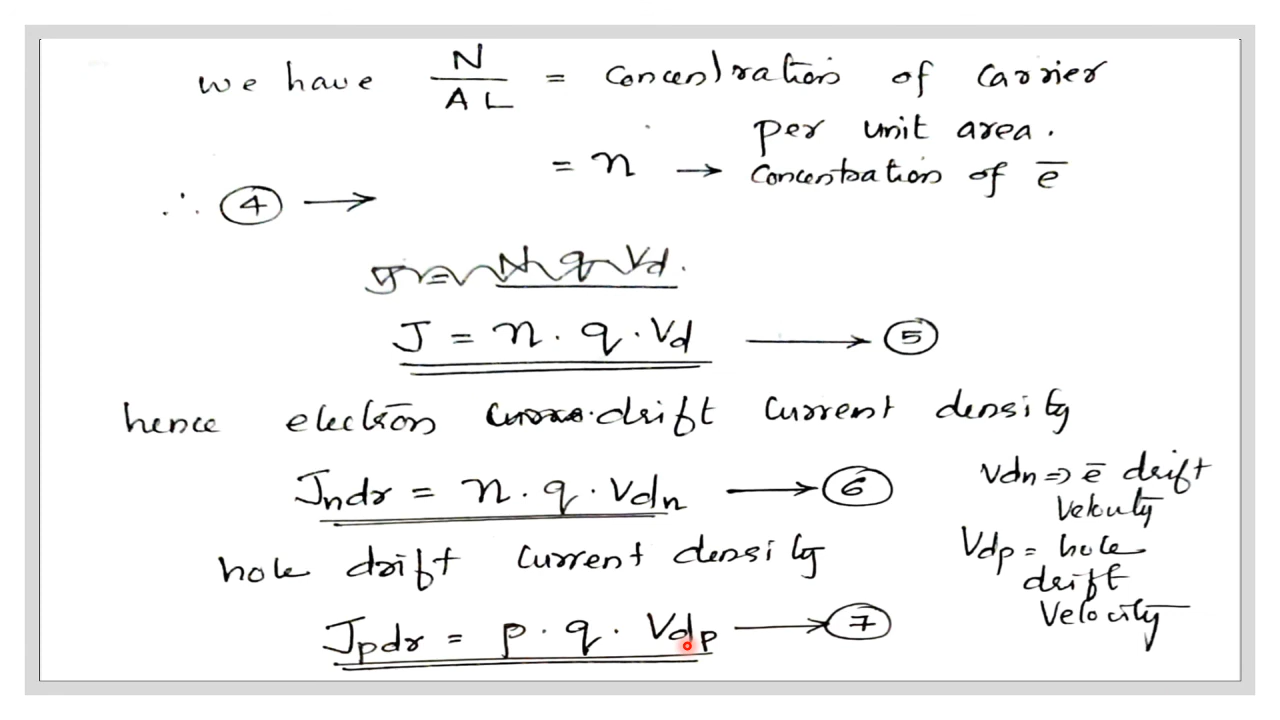 we have N/AL = Concentration of carrier
per unit area.
= n → Concentration of e̅
∴ ④ →
J = n q Vd.
J = n · q · Vd → ⑤
hence electron drift current density
Jndr = n · q · Vdn → ⑥
Vdn ⇒ e̅ drift
Velocity
hole drift current density
Vdp = hole
drift
Velocity
Jpdr = p · q · Vdp → ⑦